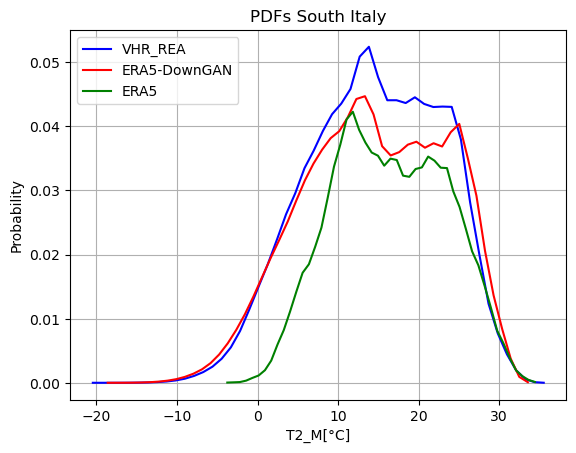 PDFs South Italy
VHR_REA
ERA5-DownGAN
ERA5
Probability
0.05
0.04
0.03
0.02
0.01
0.00
−20
−10
0
10
20
30
T2_M[°C]